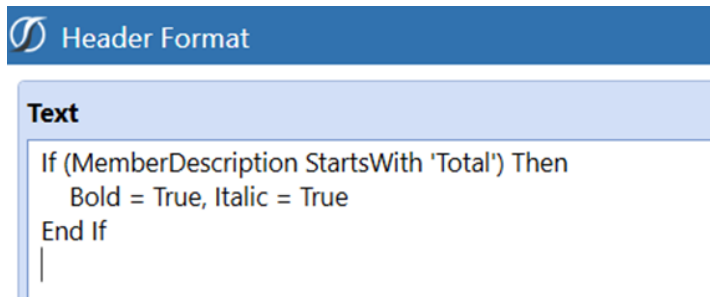 Header Format
Text
If (MemberDescription StartsWith 'Total') Then
Bold = True, Italic = True
End If